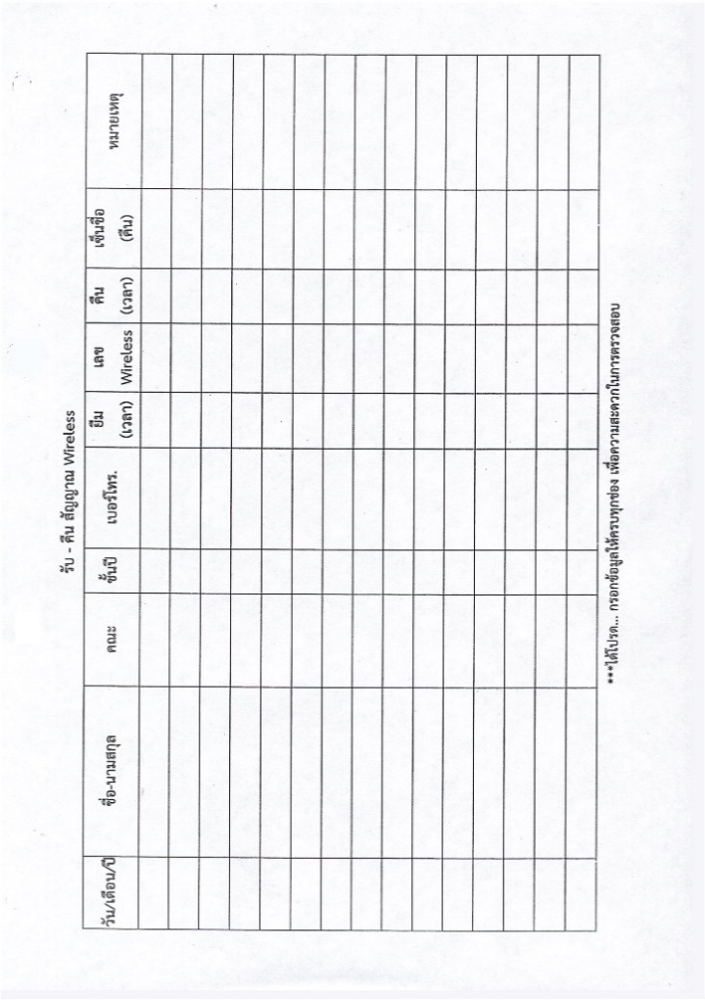 รับ - คืน สัญญาณ Wireless
วัน/เดือน/ปี ชื่อ-นามสกุล คณะ ชั้นปี เบอร์โทร. ยืม (เวลา) เลข Wireless คืน (เวลา) เซ็นชื่อ (คืน) หมายเหตุ
***ได้โปรด... กรอกข้อมูลให้ครบทุกช่อง เพื่อความสะดวกในการตรวจสอบ